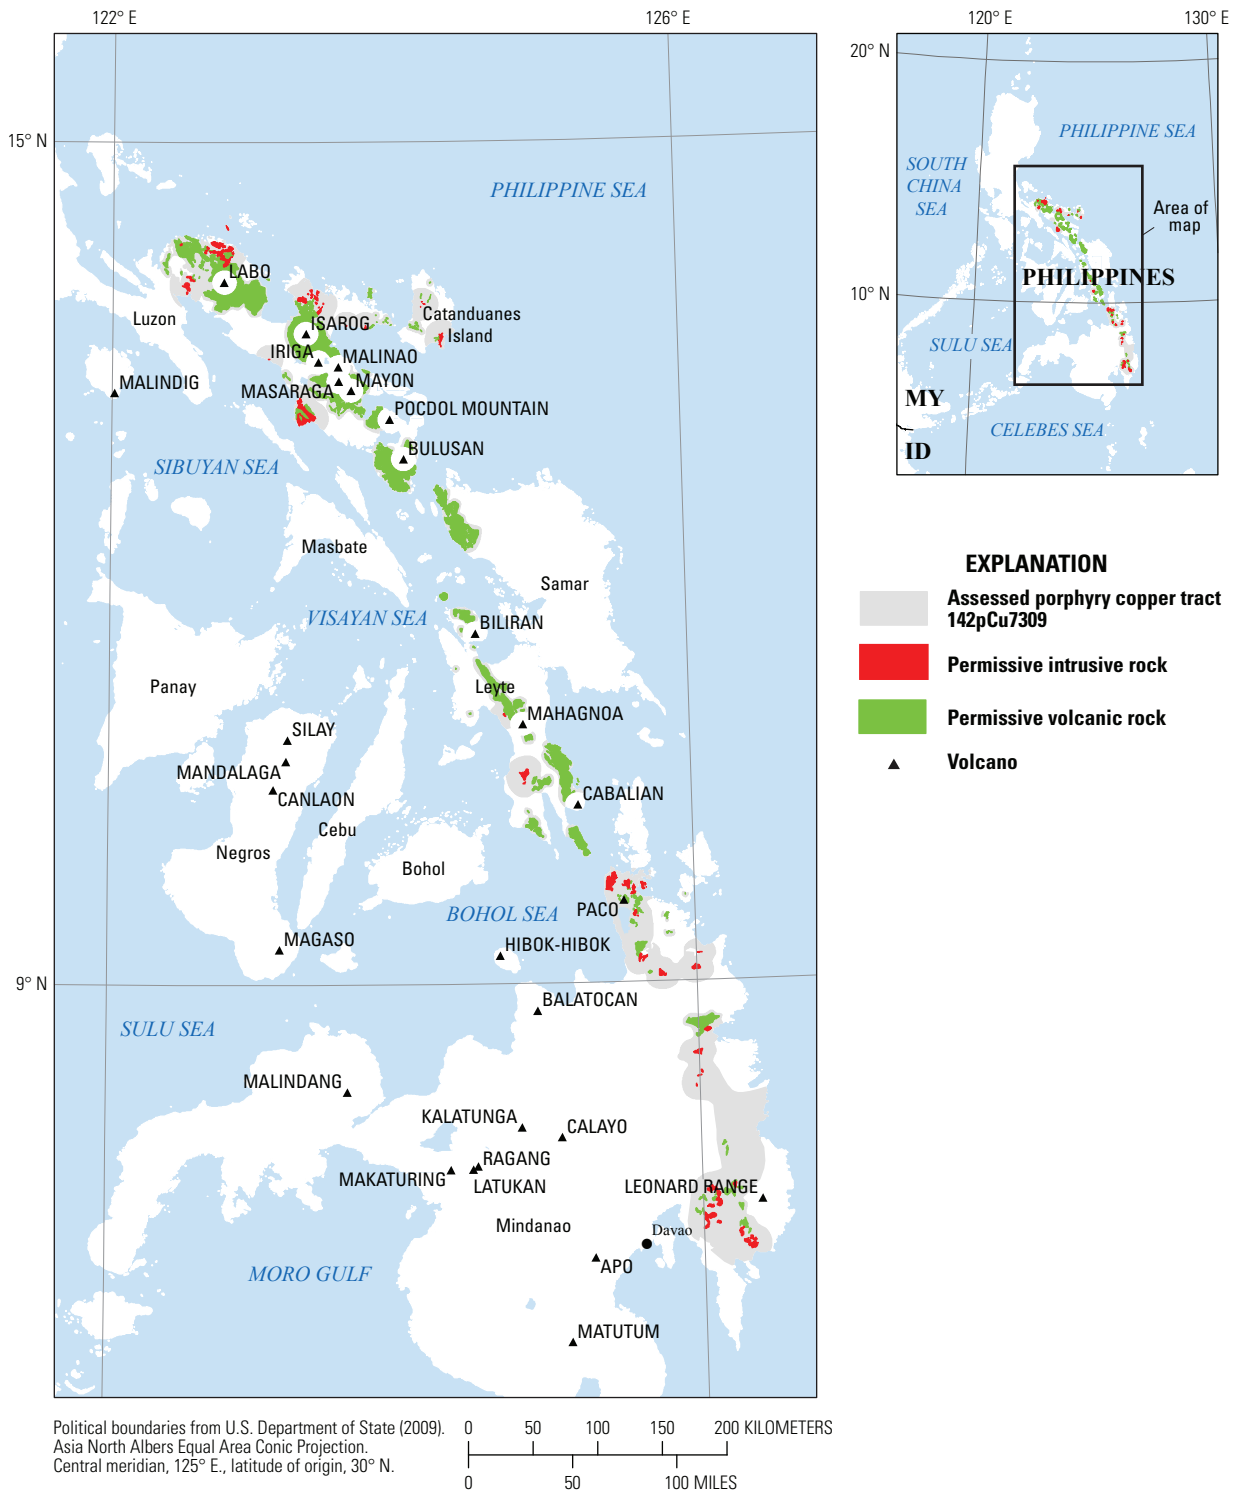 122° E
126° E
120° E
130° E
20° N
15° N
PHILIPPINE SEA
PHILIPPINE SEA
SOUTH
CHINA
SEA
Area of
map
LABO
PHILIPPINES
10° N
Luzon
Catanduanes
Island
ISAROG
IRIGA
MALINAO
SULU SEA
MALINDIG
MASARAGA
MAYON
MY
POCDOL MOUNTAIN
CELEBES SEA
BULUSAN
ID
SIBUYAN SEA
Masbate
EXPLANATION
Samar
Assessed porphyry copper tract
142pCu7309
VISAYAN SEA
BILIRAN
Permissive intrusive rock
Panay
Leyte
MAHAGNOA
Permissive volcanic rock
SILAY
Volcano
MANDALAGA
CANLAON
CABALIAN
Cebu
Negros
Bohol
PACO
BOHOL SEA
MAGASO
HIBOK-HIBOK
9° N
BALATOCAN
SULU SEA
MALINDANG
KALATUNGA
CALAYO
RAGANG
MAKATURING
LATUKAN
LEONARD RANGE
Mindanao
Davao
APO
MORO GULF
MATUTUM
Political boundaries from U.S. Department of State (2009).
Asia North Albers Equal Area Conic Projection.
Central meridian, 125° E., latitude of origin, 30° N.
0 50 100 150 200 KILOMETERS
0 50 100 MILES